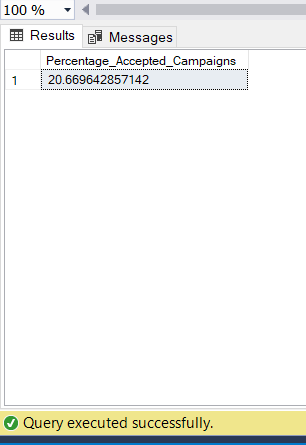 100 %
Results Messages
Percentage_Accepted_Campaigns
1 20.669642857142
Query executed successfully.